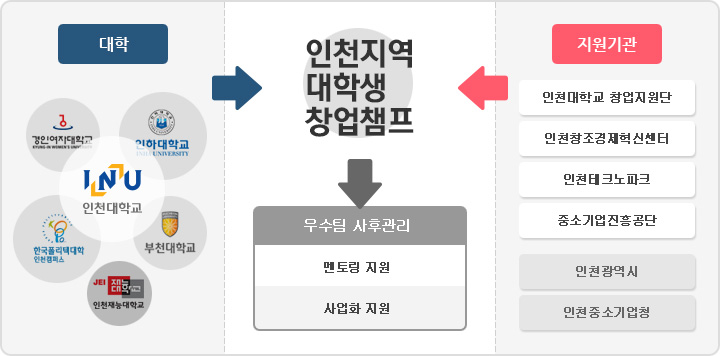 대학
경인여자대학교
KYUNG-IN WOMEN'S UNIVERSITY
인하대학교
INHA UNIVERSITY
INU
인천대학교
한국폴리텍대학
인천캠퍼스
부천대학교
JEI 재능대학교
인천재능대학교
인천지역
대학생
창업챔프
우수팀 사후관리
멘토링 지원
사업화 지원
지원기관
인천대학교 창업지원단
인천창조경제혁신센터
인천테크노파크
중소기업진흥공단
인천광역시
인천중소기업청